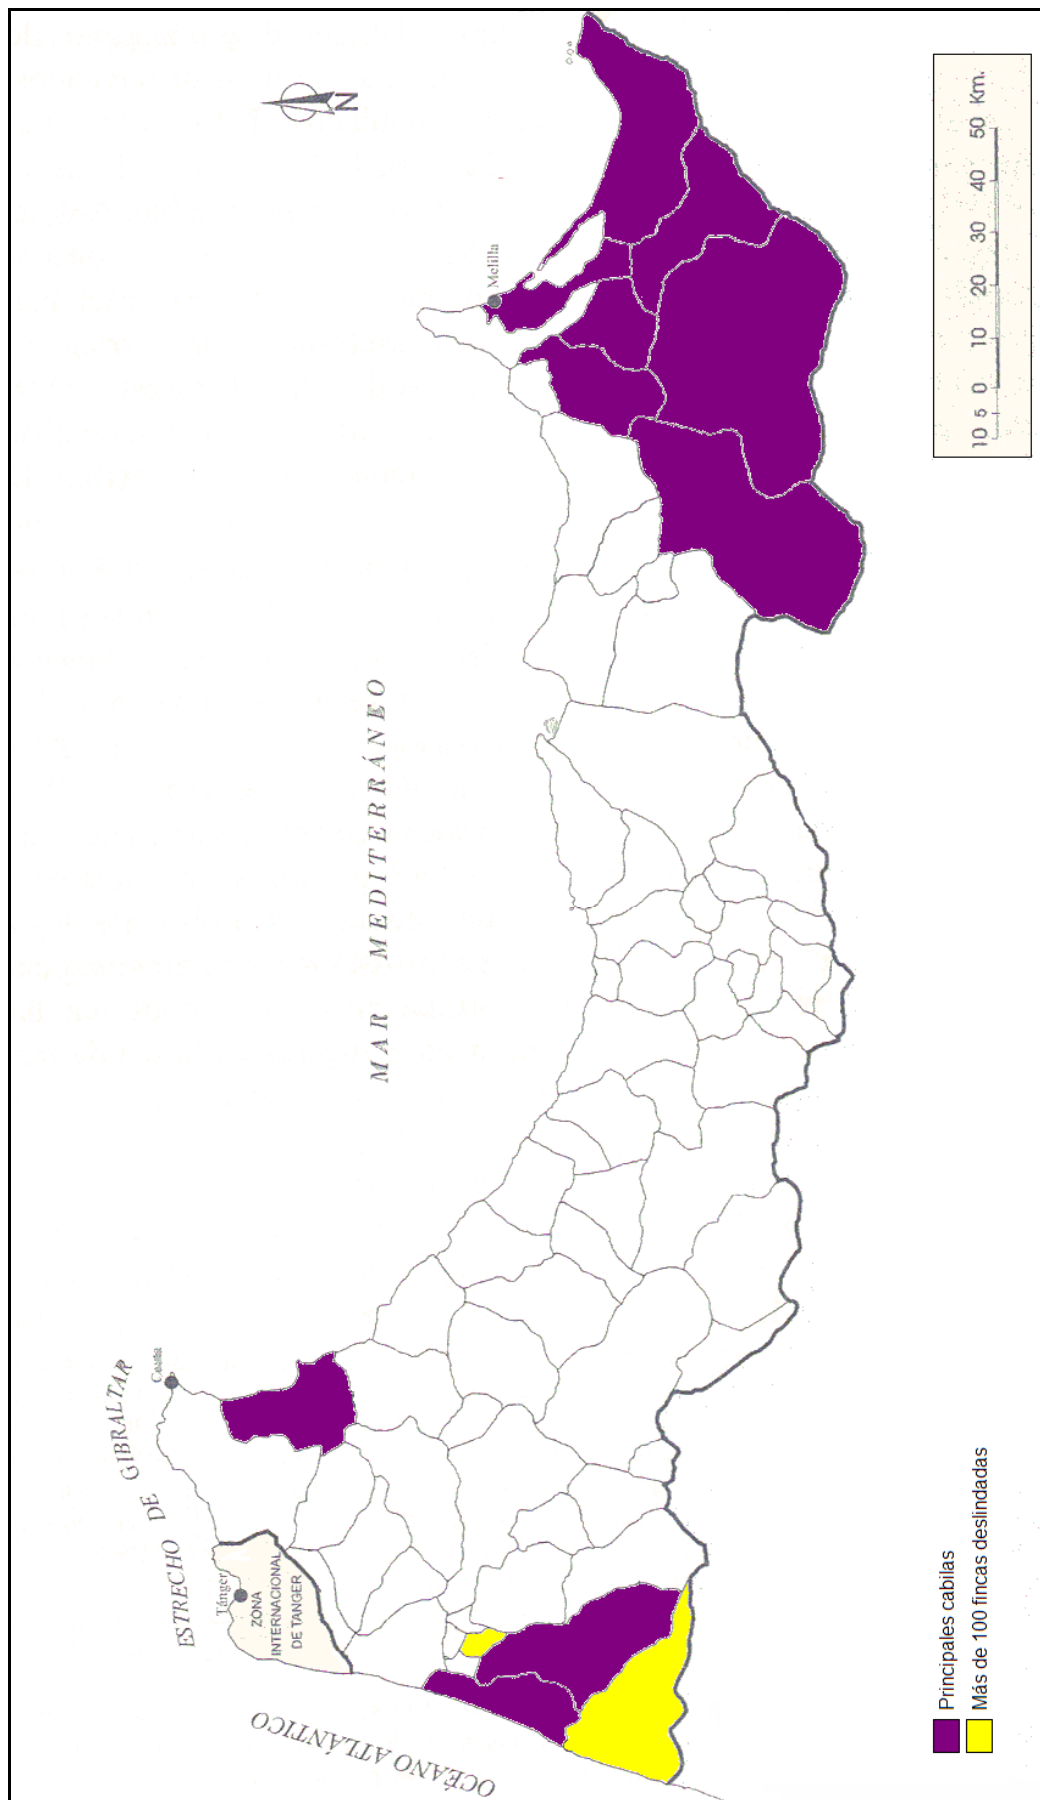 ESTRECHO DE GIBRALTAR
Ceuta
Tánger
ZONA
INTERNACIONAL
DE TANGER
OCÉANO ATLÁNTICO
MAR MEDITERRÁNEO
Melilla
N
10 5 0 10 20 30 40 50 Km.
Principales cabilas
Más de 100 fincas deslindadas